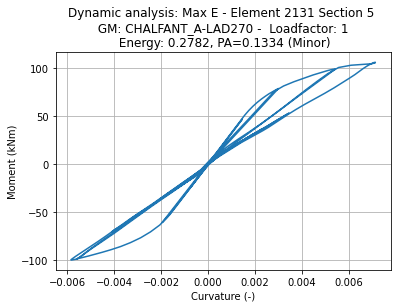 Dynamic analysis: Max E - Element 2131 Section 5
GM: CHALFANT_A-LAD270 -  Loadfactor: 1
Energy: 0.2782, PA=0.1334 (Minor)
100
50
0
−50
−100
Moment (kNm)
−0.006 −0.004 −0.002 0.000 0.002 0.004 0.006
Curvature (-)